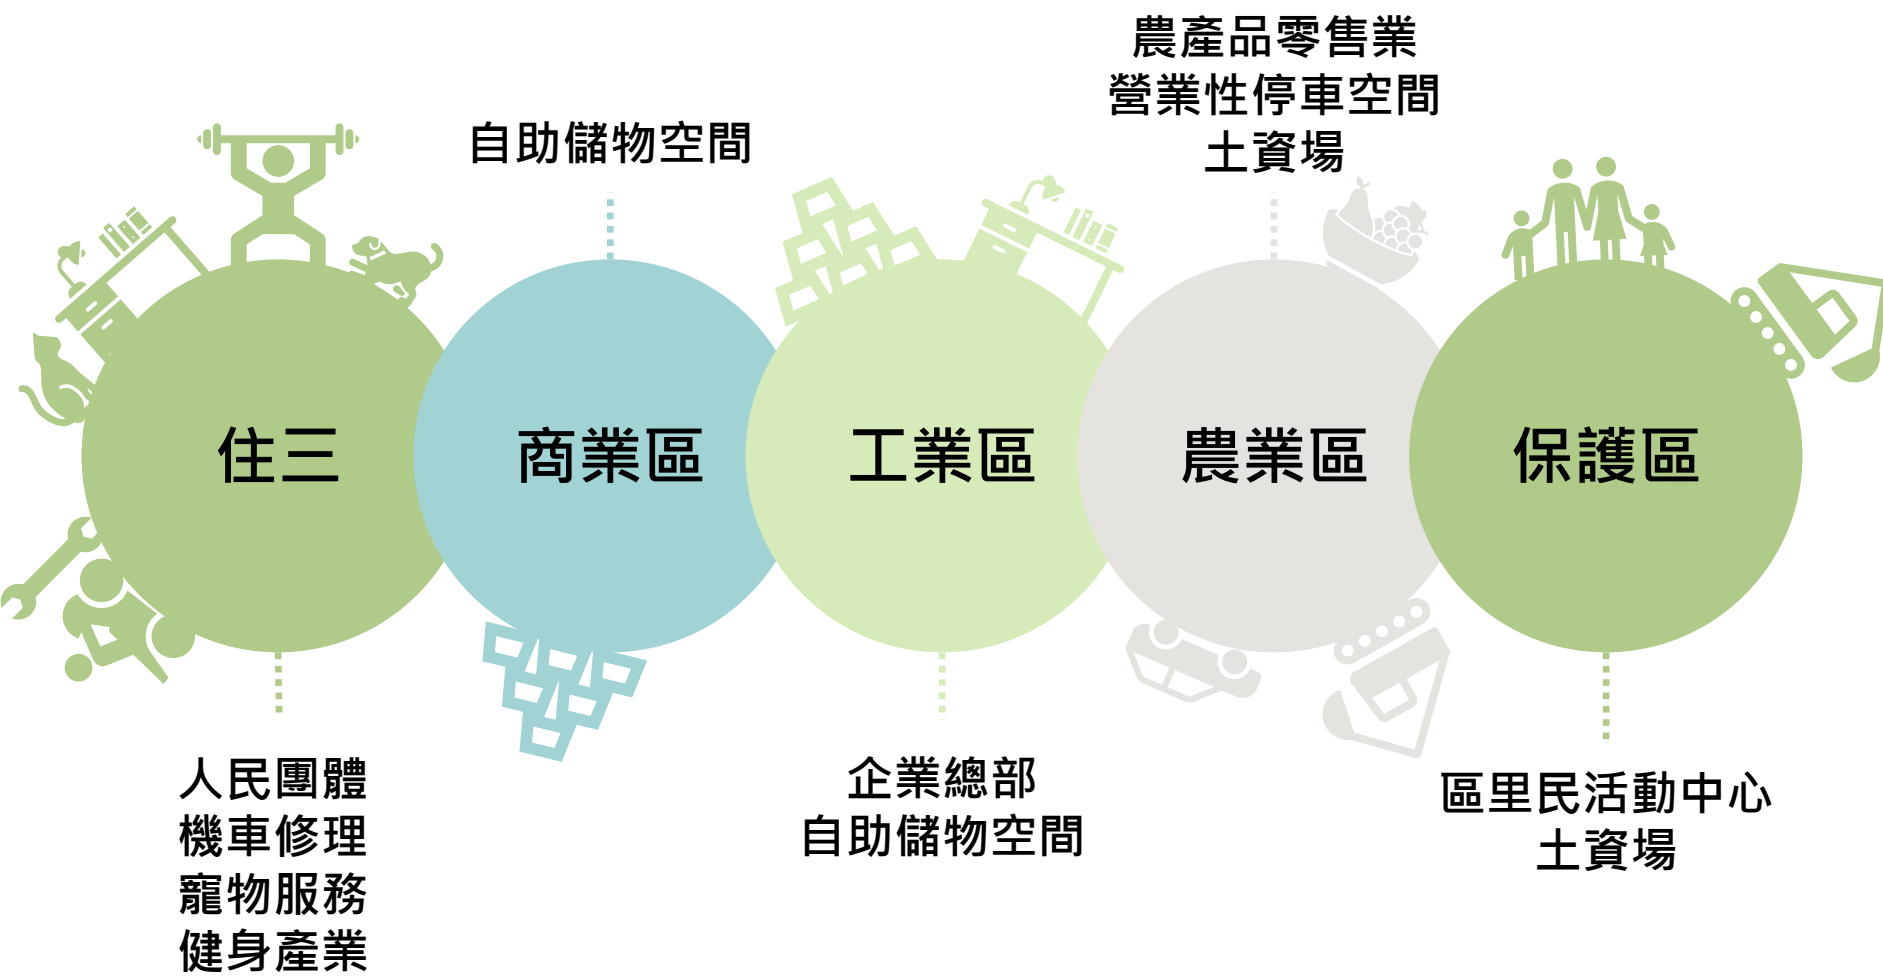 農產品零售業
營業性停車空間
土資場
自助儲物空間
住三
商業區
工業區
農業區
保護區
人民團體
機車修理
寵物服務
健身產業
企業總部
自助儲物空間
區里民活動中心
土資場